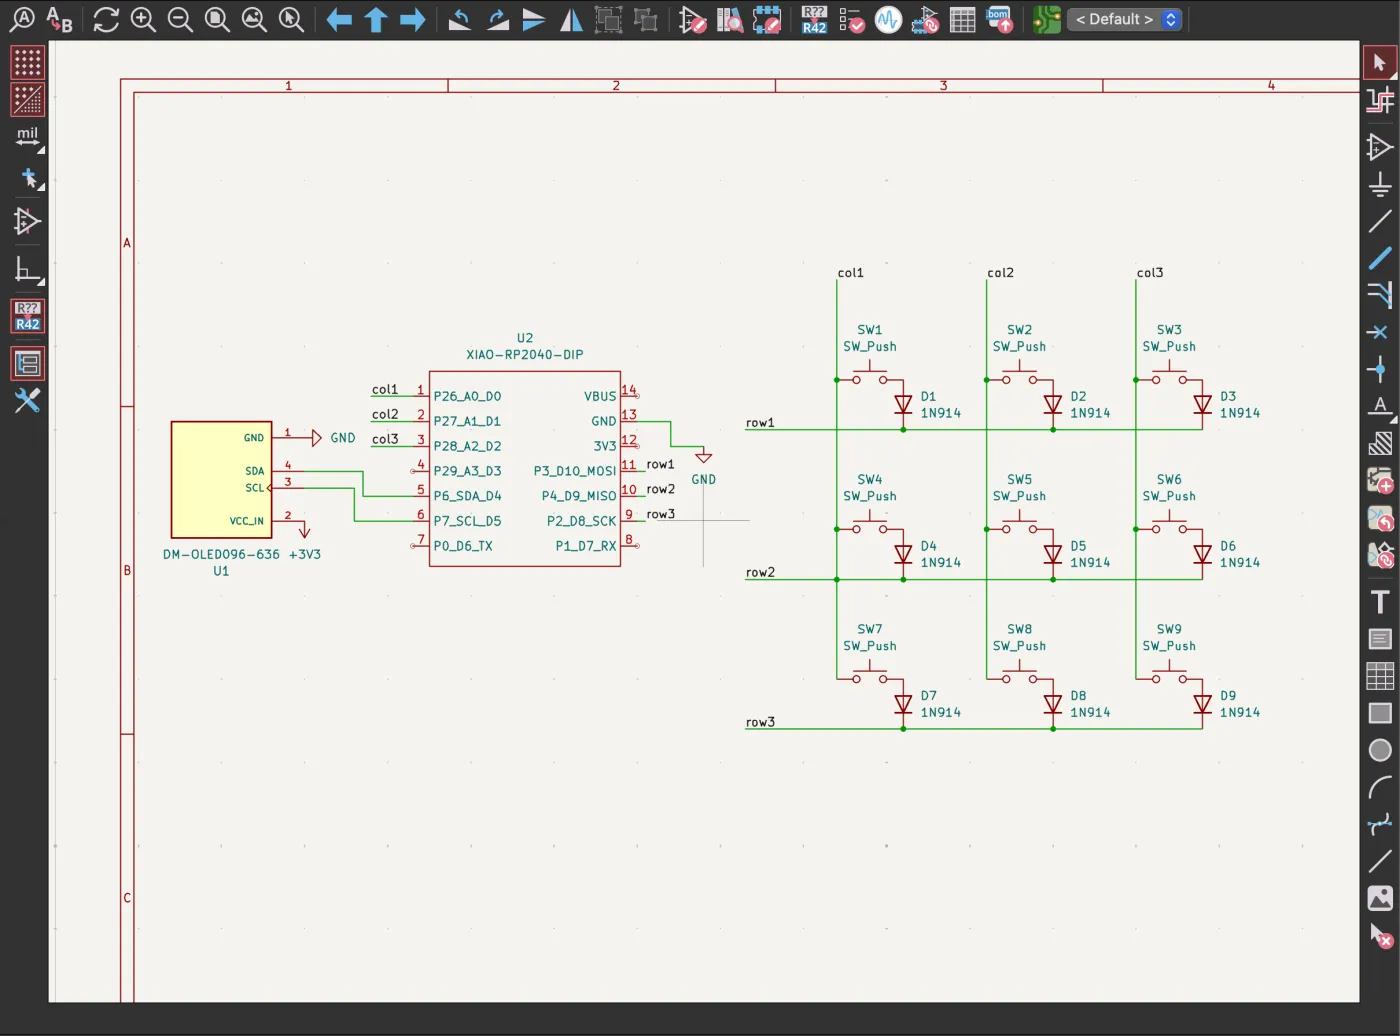 A B
R??
R42
bom
< Default >
mil
R??
R42
A
T
1 2 3 4
A
B
C
col1 col2 col3
SW1 SW2 SW3
SW_Push SW_Push SW_Push
D1 D2 D3
1N914 1N914 1N914
row1
SW4 SW5 SW6
SW_Push SW_Push SW_Push
D4 D5 D6
1N914 1N914 1N914
row2
SW7 SW8 SW9
SW_Push SW_Push SW_Push
D7 D8 D9
1N914 1N914 1N914
row3
U2
XIAO-RP2040-DIP
col1 1 P26_A0_D0 VBUS 14
col2 2 P27_A1_D1 GND 13
col3 3 P28_A2_D2 3V3 12
4 P29_A3_D3 P3_D10_MOSI 11 row1
5 P6_SDA_D4 P4_D9_MISO 10 row2
6 P7_SCL_D5 P2_D8_SCK 9 row3
7 P0_D6_TX P1_D7_RX 8
GND
GND 1 GND
SDA 4
SCL 3
VCC_IN 2
DM-OLED096-636 +3V3
U1